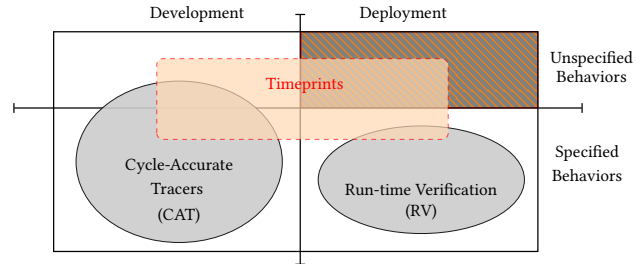 Development
Deployment
Unspecified
Behaviors
Timeprints
Specified
Behaviors
Cycle-Accurate
Tracers
(CAT)
Run-time Verification
(RV)